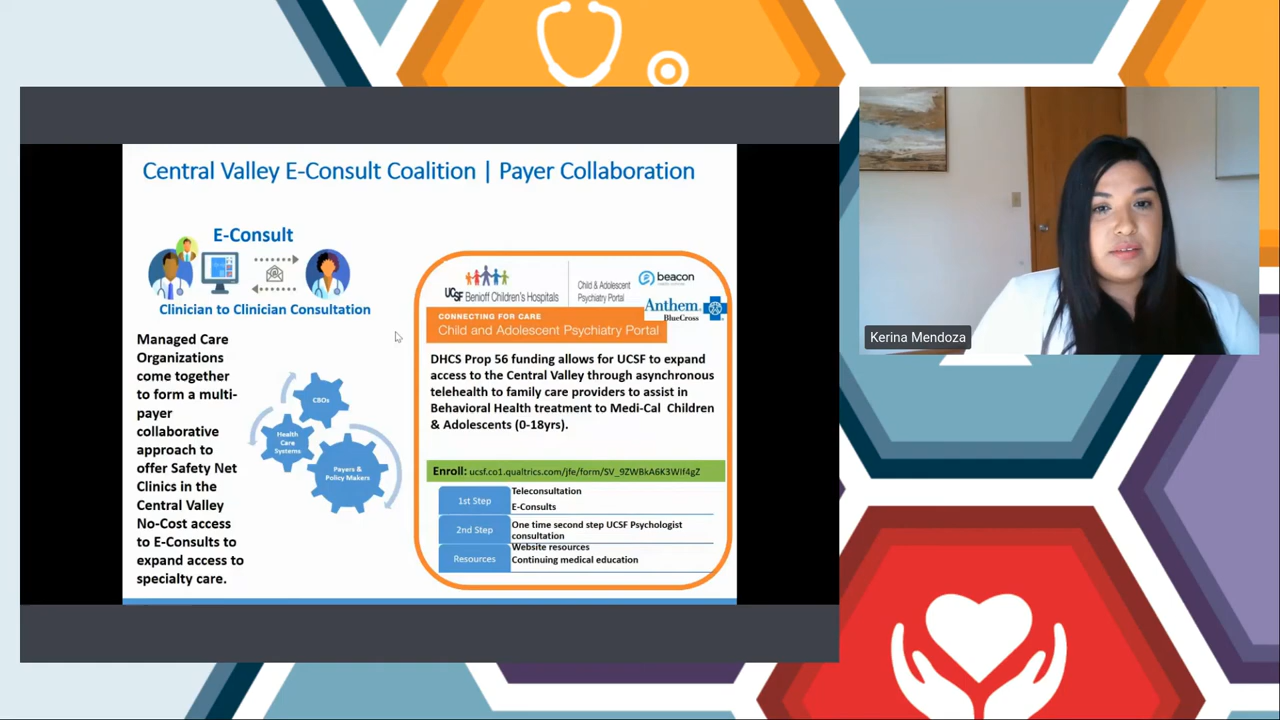 Central Valley E-Consult Coalition | Payer Collaboration
E-Consult
Clinician to Clinician Consultation
Managed Care
Organizations
come together
to form a multi-
payer
collaborative
approach to
offer Safety Net
Clinics in the
Central Valley
No-Cost access
to E-Consults to
expand access to
specialty care.
CBOs
Health
Care
Systems
Payers &
Policy Makers
UCSF Benioff Children's Hospitals
Child & Adolescent
Psychiatry Portal
beacon
Anthem
BlueCross
CONNECTING FOR CARE
Child and Adolescent Psychiatry Portal
DHCS Prop 56 funding allows for UCSF to expand
access to the Central Valley through asynchronous
telehealth to family care providers to assist in
Behavioral Health treatment to Medi-Cal Children
& Adolescents (0-18yrs).
Enroll: ucsf.co1.qualtrics.com/jfe/form/SV_9ZWBkA6K3WIf4gZ
1st Step
Teleconsultation
E-Consults
2nd Step
One time second step UCSF Psychologist
consultation
Resources
Website resources
Continuing medical education
Kerina Mendoza